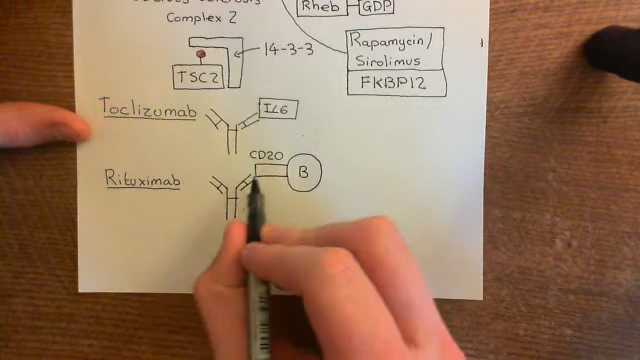 Complex 2
Rheb
GDP
14-3-3
TSC2
Rapamycin/
Sirolimus
FKBP12
Toclizumab
IL6
CD20
Rituximab
B